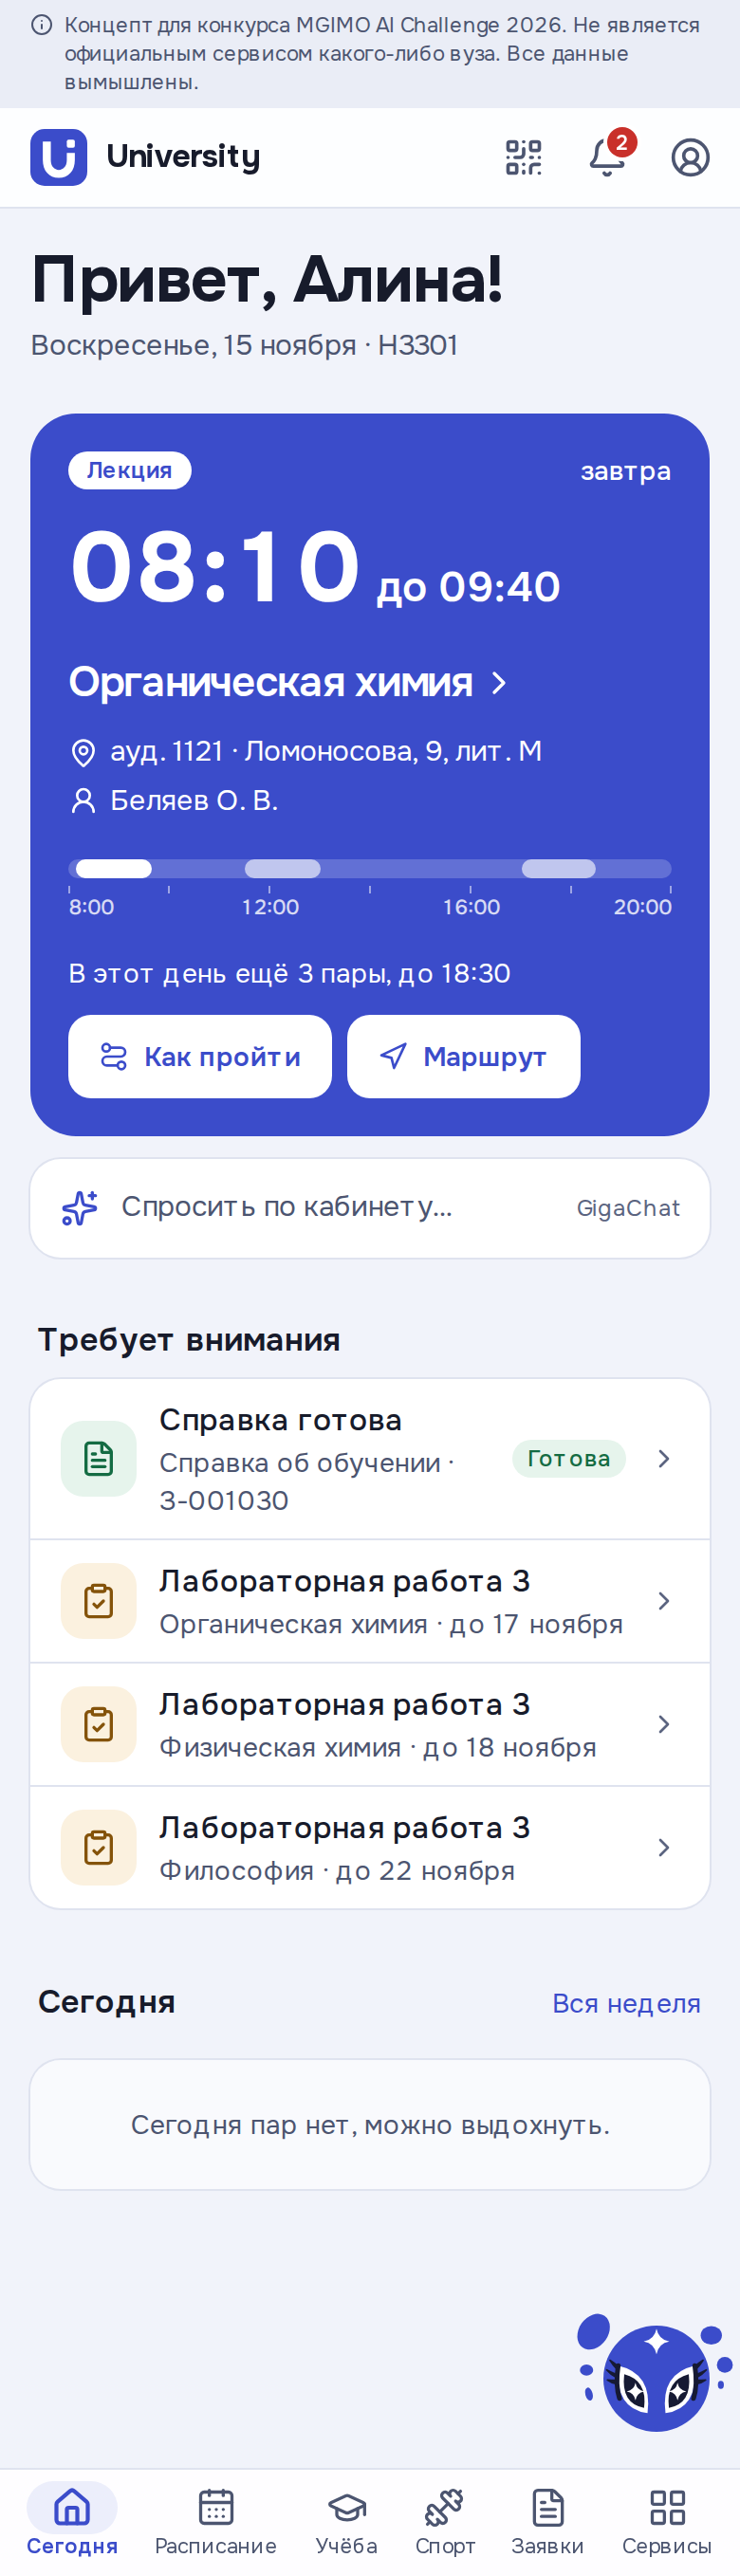 Концепт для конкурса MGIMO AI Challenge 2026. Не является
официальным сервисом какого-либо вуза. Все данные
вымышлены.
University
2
Привет, Алина!
Воскресенье, 15 ноября · H3301
Лекция
завтра
08:10 до 09:40
Органическая химия
ауд. 1121 · Ломоносова, 9, лит. М
Беляев О. В.
8:00 12:00 16:00 20:00
В этот день ещё 3 пары, до 18:30
Как пройти
Маршрут
Спросить по кабинету...
GigaChat
Требует внимания
Справка готова
Справка об обучении ·
З-001030
Готова
Лабораторная работа 3
Органическая химия · до 17 ноября
Лабораторная работа 3
Физическая химия · до 18 ноября
Лабораторная работа 3
Философия · до 22 ноября
Сегодня
Вся неделя
Сегодня пар нет, можно выдохнуть.
Сегодня Расписание Учёба Спорт Заявки Сервисы